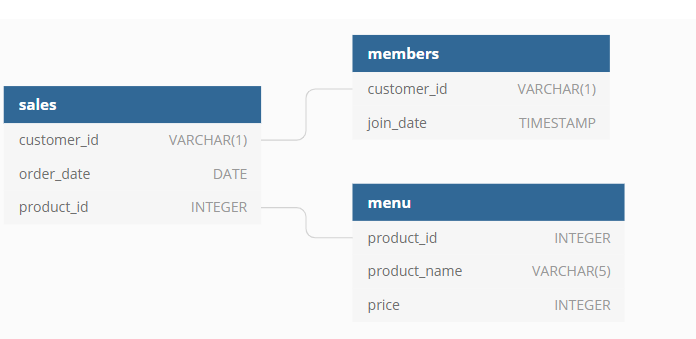 sales
customer_id VARCHAR(1)
order_date DATE
product_id INTEGER
members
customer_id VARCHAR(1)
join_date TIMESTAMP
menu
product_id INTEGER
product_name VARCHAR(5)
price INTEGER